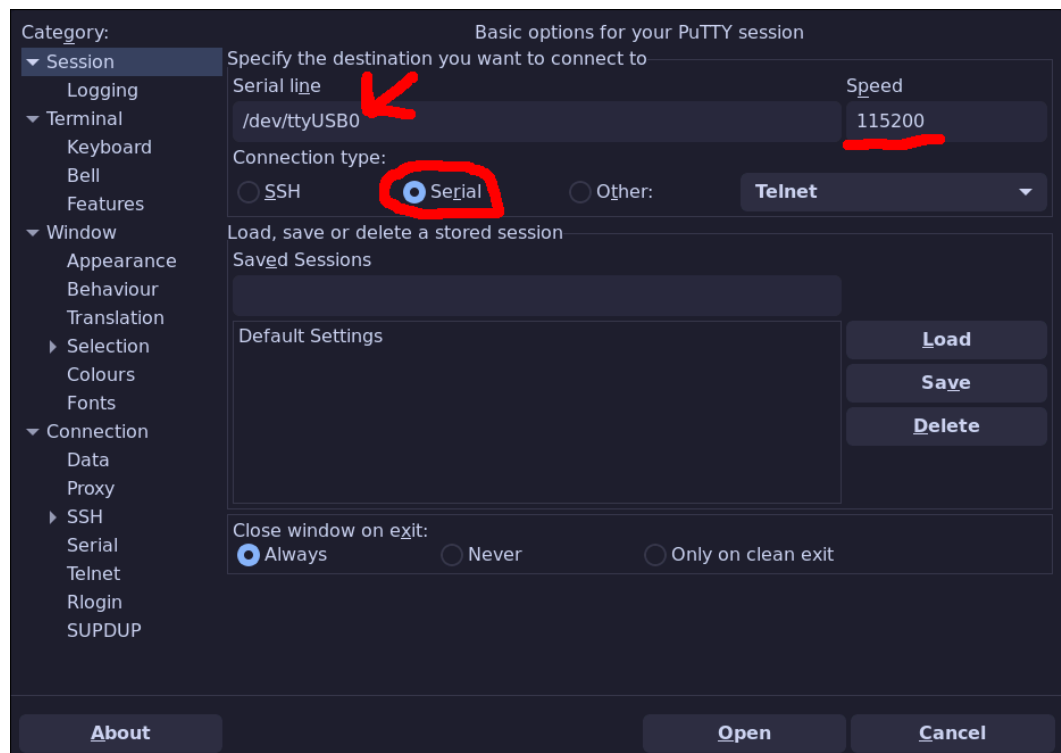 Category:
Basic options for your PuTTY session
Session
Logging
Terminal
Keyboard
Bell
Features
Window
Appearance
Behaviour
Translation
Selection
Colours
Fonts
Connection
Data
Proxy
SSH
Serial
Telnet
Rlogin
SUPDUP
Specify the destination you want to connect to
Serial line
Speed
/dev/ttyUSB0
115200
Connection type:
SSH
Serial
Other:
Telnet
Load, save or delete a stored session
Saved Sessions
Default Settings
Load
Save
Delete
Close window on exit:
Always
Never
Only on clean exit
About
Open
Cancel